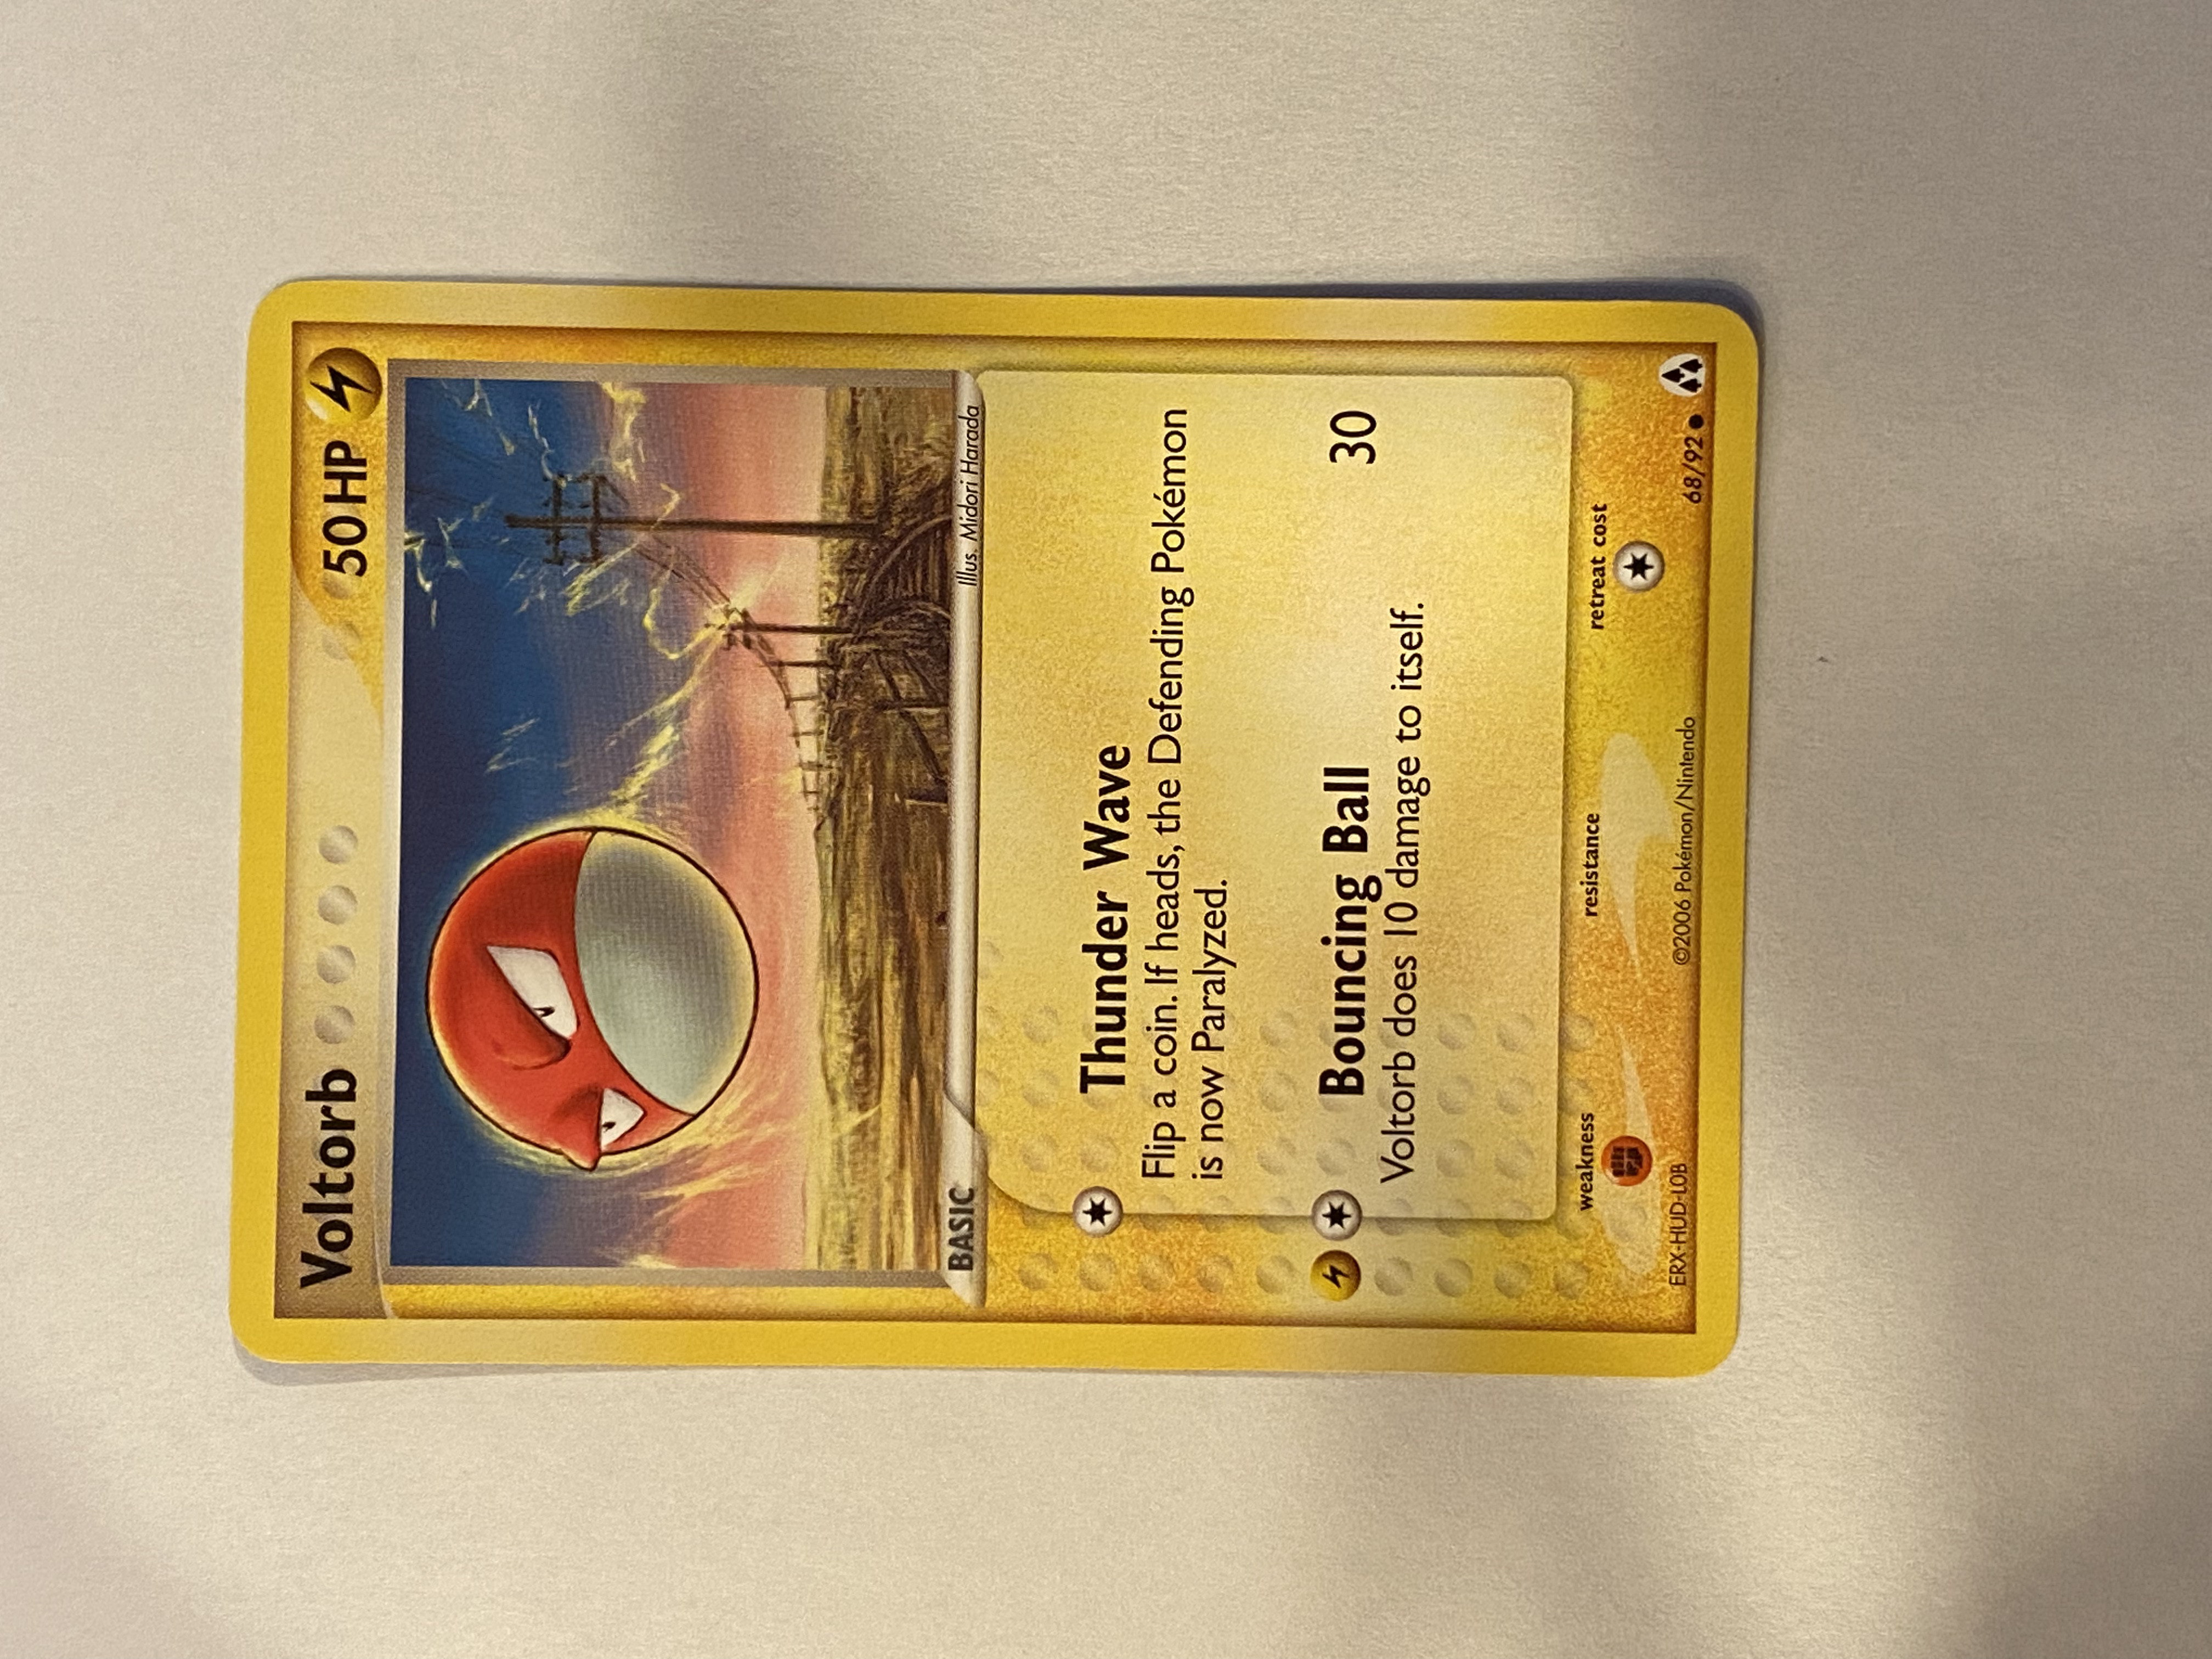 Voltorb 50 HP
BASIC
Illus. Midori Harada
Thunder Wave
Flip a coin. If heads, the Defending Pokémon
is now Paralyzed.
Bouncing Ball 30
Voltorb does 10 damage to itself.
weakness resistance retreat cost
ERX-HUD-L0B ©2006 Pokémon/Nintendo 68/92